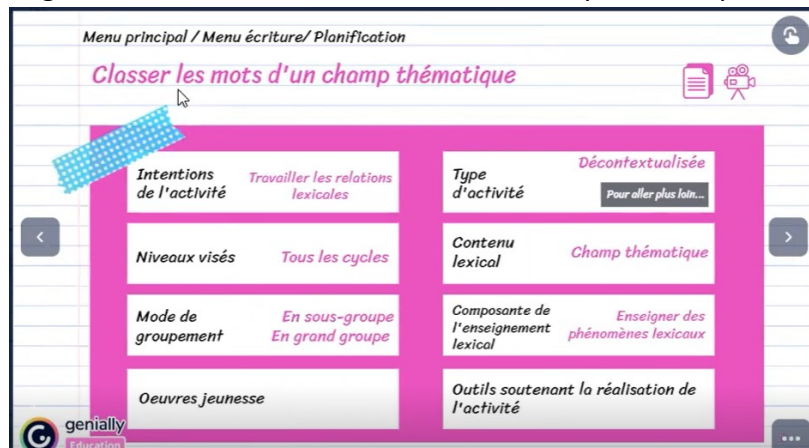 Menu principal / Menu écriture/ Planification
Classer les mots d'un champ thématique
Intentions
de l'activité
Travailler les relations
lexicales
Type
d'activité
Décontextualisée
Pour aller plus loin...
Niveaux visés
Tous les cycles
Contenu
lexical
Champ thématique
Mode de
groupement
En sous-groupe
En grand groupe
Composante de
l'enseignement
lexical
Enseigner des
phénomènes lexicaux
Oeuvres jeunesse
Outils soutenant la réalisation de
l'activité
genially
Education